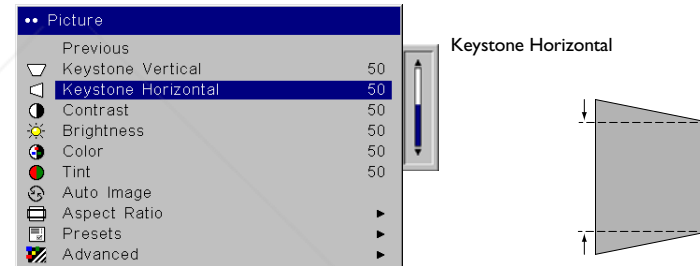 •• Picture
Previous
Keystone Vertical 50
Keystone Horizontal 50
Contrast 50
Brightness 50
Color 50
Tint 50
Auto Image
Aspect Ratio
Presets
Advanced
Keystone Horizontal